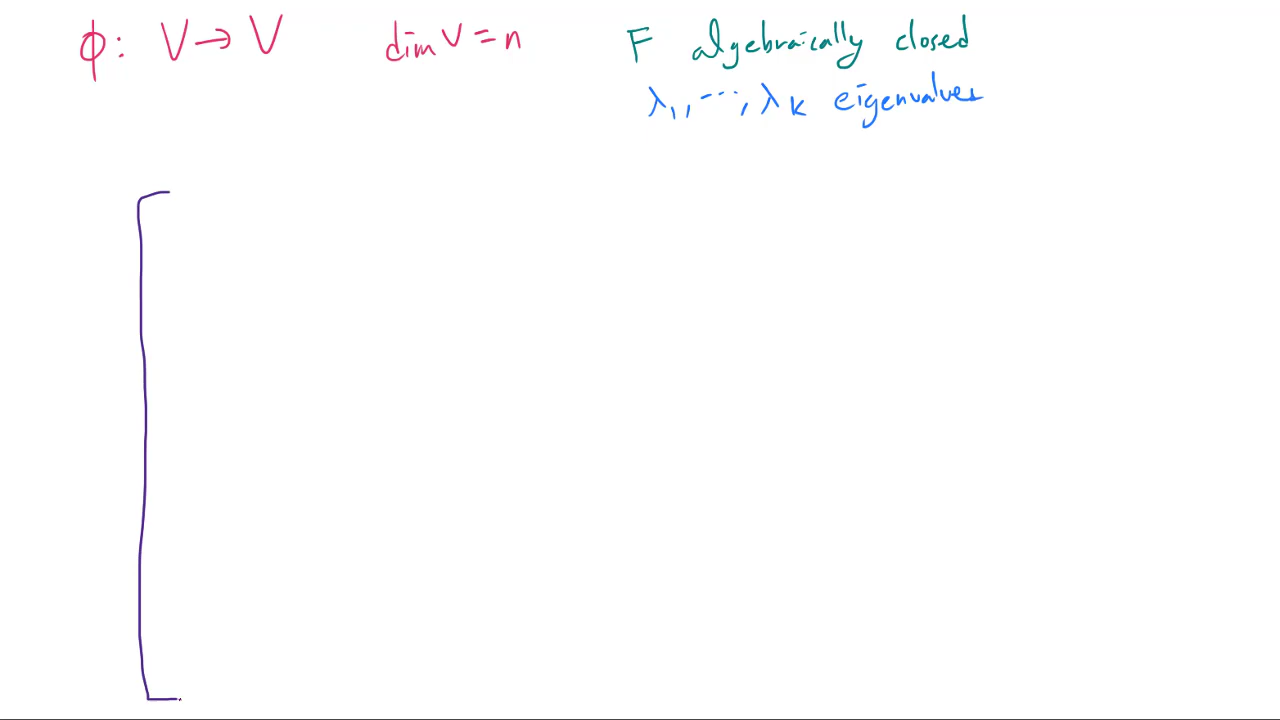 φ: V → V dim V = n F algebraically closed
λ₁, ..., λₖ eigenvalues